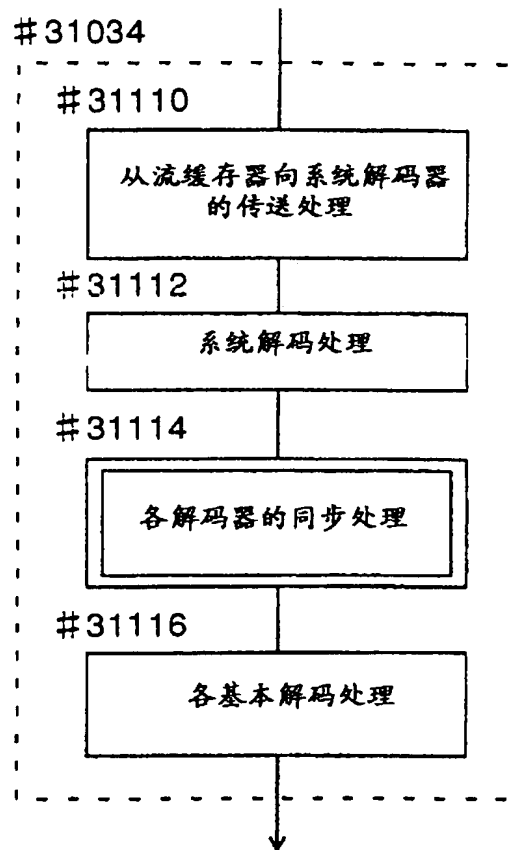 #31034
#31110
从流缓存器向系统解码器
的传送处理
#31112
系统解码处理
#31114
各解码器的同步处理
#31116
各基本解码处理